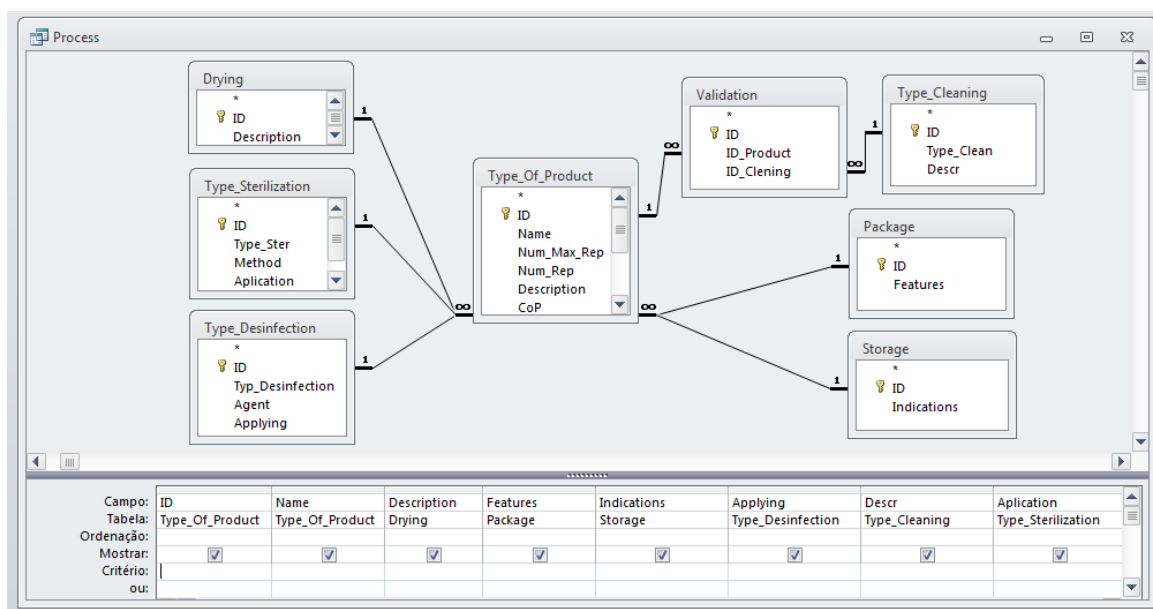 Process
Drying
*
ID
Description
Type_Sterilization
*
ID
Type_Ster
Method
Aplication
Type_Desinfection
*
ID
Typ_Desinfection
Agent
Applying
Type_Of_Product
*
ID
Name
Num_Max_Rep
Num_Rep
Description
CoP
Validation
*
ID
ID_Product
ID_Clening
Type_Cleaning
*
ID
Type_Clean
Descr
Package
*
ID
Features
Storage
*
ID
Indications
1
1
1
∞
1
∞
∞
1
∞
1
1
Campo: ID Name Description Features Indications Applying Descr Aplication
Tabela: Type_Of_Product Type_Of_Product Drying Package Storage Type_Desinfection Type_Cleaning Type_Sterilization
Ordenação:
Mostrar:
Critério:
ou: